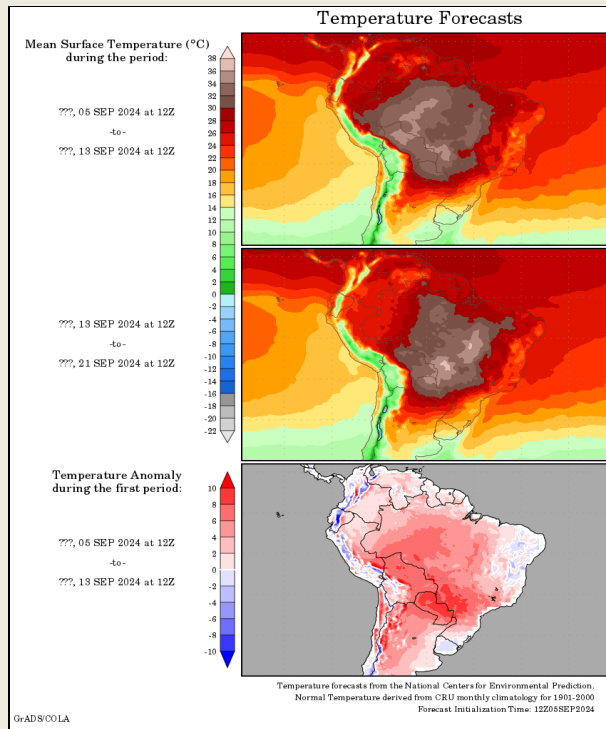 Temperature Forecasts
Mean Surface Temperature (°C)
during the period:
???, 05 SEP 2024 at 12Z
-to-
???, 13 SEP 2024 at 12Z
38
36
34
32
30
28
26
24
22
20
18
16
14
12
10
8
6
4
2
0
-2
-4
-6
-8
-10
-12
-14
-16
-18
-20
-22
???, 13 SEP 2024 at 12Z
-to-
???, 21 SEP 2024 at 12Z
Temperature Anomaly
during the first period:
???, 05 SEP 2024 at 12Z
-to-
???, 13 SEP 2024 at 12Z
10
8
6
4
2
0
-2
-4
-6
-8
-10
Temperature forecasts from the National Centers for Environmental Prediction.
Normal Temperature derived from CRU monthly climatology for 1901-2000
Forecast Initialization Time: 12Z05SEP2024
GrADS/COLA